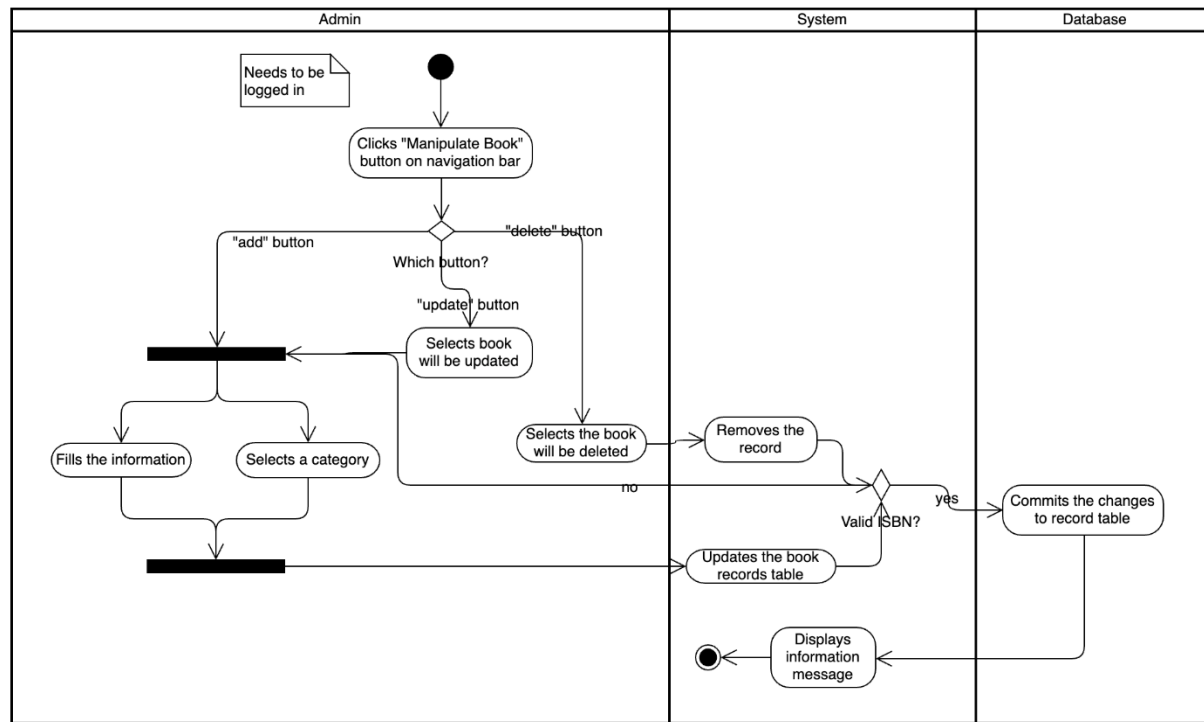 Admin
System
Database
Needs to be
logged in
Clicks "Manipulate Book"
button on navigation bar
"add" button
"delete" button
Which button?
"update" button
Selects book
will be updated
Fills the information
Selects a category
Selects the book
will be deleted
Removes the
record
no
Valid ISBN?
yes
Commits the changes
to record table
Updates the book
records table
Displays
information
message